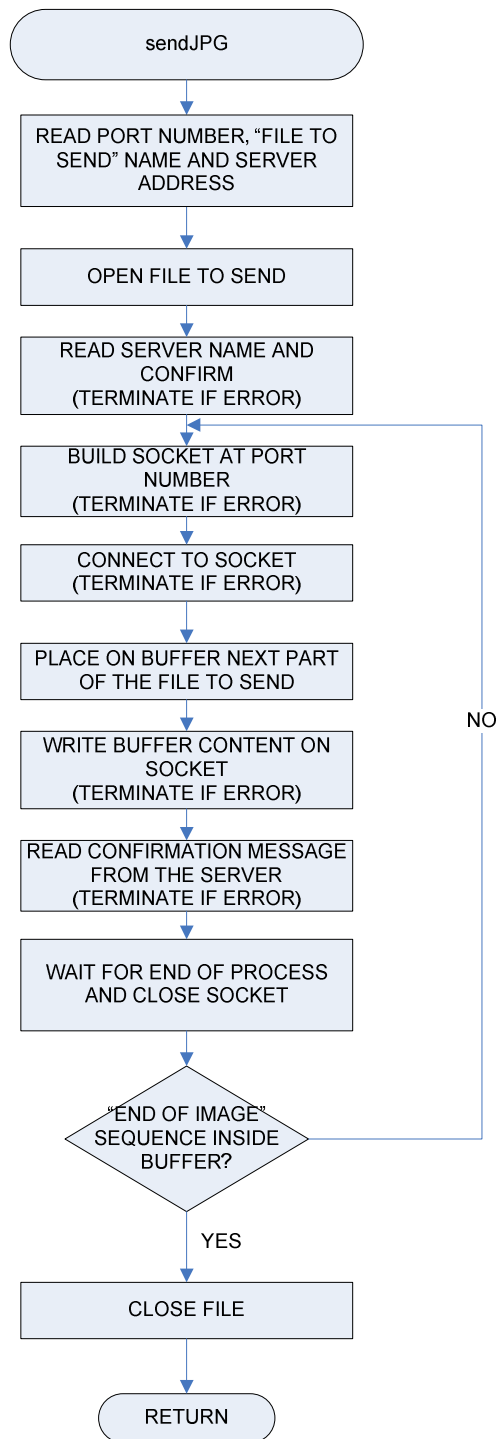 sendJPG
READ PORT NUMBER, “FILE TO
SEND” NAME AND SERVER
ADDRESS
OPEN FILE TO SEND
READ SERVER NAME AND
CONFIRM
(TERMINATE IF ERROR)
BUILD SOCKET AT PORT
NUMBER
(TERMINATE IF ERROR)
CONNECT TO SOCKET
(TERMINATE IF ERROR)
PLACE ON BUFFER NEXT PART
OF THE FILE TO SEND
NO
WRITE BUFFER CONTENT ON
SOCKET
(TERMINATE IF ERROR)
READ CONFIRMATION MESSAGE
FROM THE SERVER
(TERMINATE IF ERROR)
WAIT FOR END OF PROCESS
AND CLOSE SOCKET
“END OF IMAGE”
SEQUENCE INSIDE
BUFFER?
YES
CLOSE FILE
RETURN